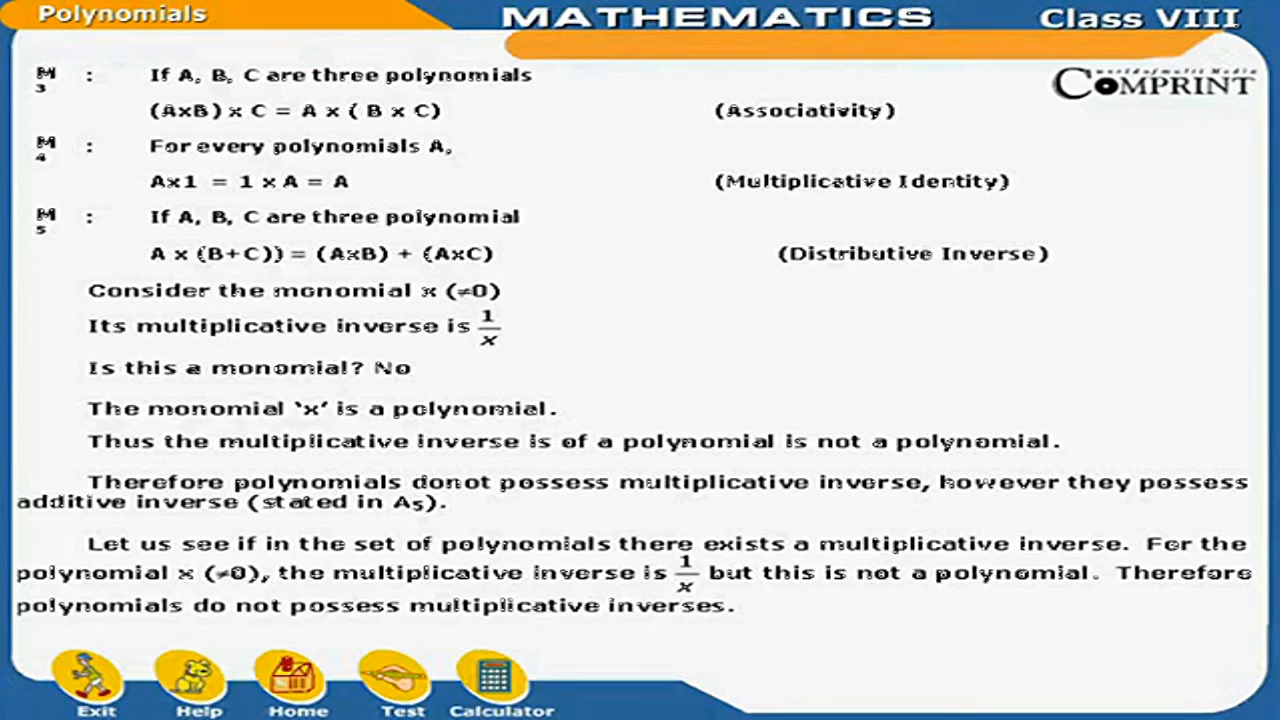 Polynomials
MATHEMATICS
Class VIII
world of multi Media
COMPRINT
M3 : If A, B, C are three polynomials
(AxB) x C = A x ( B x C) (Associativity)
M4 : For every polynomials A,
Ax1 = 1 x A = A (Multiplicative Identity)
M5 : If A, B, C are three polynomial
A x (B+C)) = (AxB) + (AxC) (Distributive Inverse)
Consider the monomial x (≠0)
Its multiplicative inverse is 1/x
Is this a monomial? No
The monomial ‘x’ is a polynomial.
Thus the multiplicative inverse is of a polynomial is not a polynomial.
Therefore polynomials donot possess multiplicative inverse, however they possess
additive inverse (stated in A5).
Let us see if in the set of polynomials there exists a multiplicative inverse. For the
polynomial x (≠0), the multiplicative inverse is 1/x but this is not a polynomial. Therefore
polynomials do not possess multiplicative inverses.
Exit Help Home Test Calculator